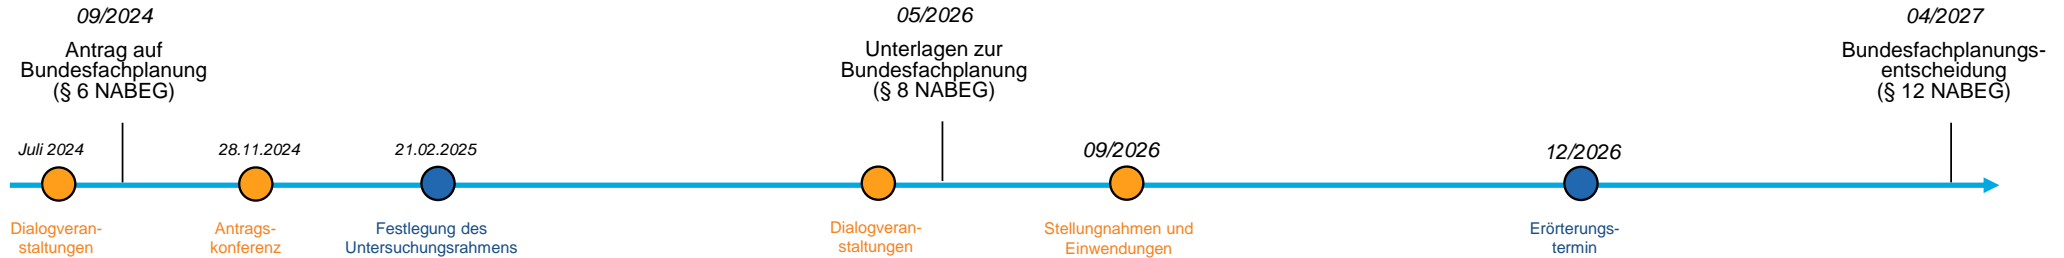 09/2024
Antrag auf
Bundesfachplanung
(§ 6 NABEG)
05/2026
Unterlagen zur
Bundesfachplanung
(§ 8 NABEG)
04/2027
Bundesfachplanungs-
entscheidung
(§ 12 NABEG)
Juli 2024
28.11.2024
21.02.2025
09/2026
12/2026
Dialogveran-
staltungen
Antrags-
konferenz
Festlegung des
Untersuchungsrahmens
Dialogveran-
staltungen
Stellungnahmen und
Einwendungen
Erörterungs-
termin